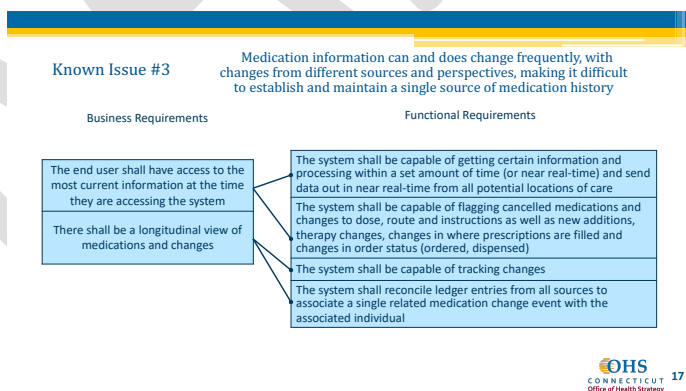 Known Issue #3
Medication information can and does change frequently, with
changes from different sources and perspectives, making it difficult
to establish and maintain a single source of medication history
Business Requirements
Functional Requirements
The end user shall have access to the
most current information at the time
they are accessing the system
There shall be a longitudinal view of
medications and changes
The system shall be capable of getting certain information and
processing within a set amount of time (or near real-time) and send
data out in near real-time from all potential locations of care
The system shall be capable of flagging cancelled medications and
changes to dose, route and instructions as well as new additions,
therapy changes, changes in where prescriptions are filled and
changes in order status (ordered, dispensed)
The system shall be capable of tracking changes
The system shall reconcile ledger entries from all sources to
associate a single related medication change event with the
associated individual
OHS
CONNECTICUT
Office of Health Strategy
17